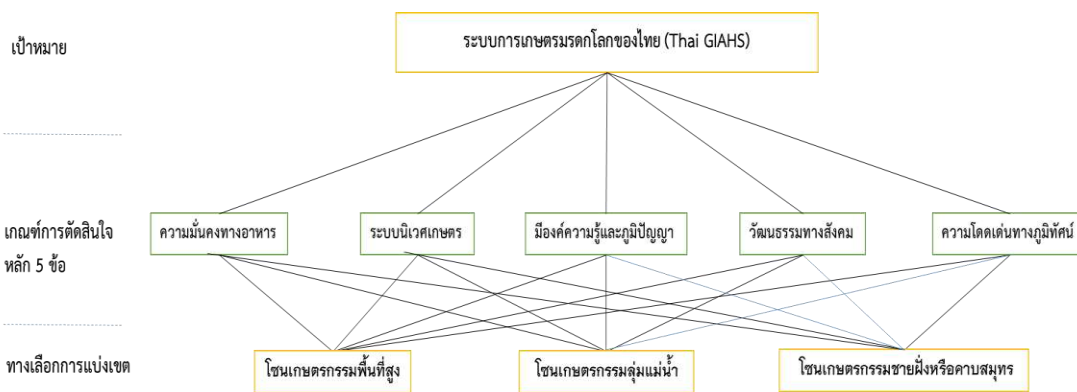 เป้าหมาย
ระบบการเกษตรมรดกโลกของไทย (Thai GIAHS)
เกณฑ์การตัดสินใจ
หลัก 5 ข้อ
ความมั่นคงทางอาหาร
ระบบนิเวศเกษตร
มีองค์ความรู้และภูมิปัญญา
วัฒนธรรมทางสังคม
ความโดดเด่นทางภูมิทัศน์
ทางเลือกการแบ่งเขต
โซนเกษตรกรรมพื้นที่สูง
โซนเกษตรกรรมลุ่มแม่น้ำ
โซนเกษตรกรรมชายฝั่งหรือคาบสมุทร